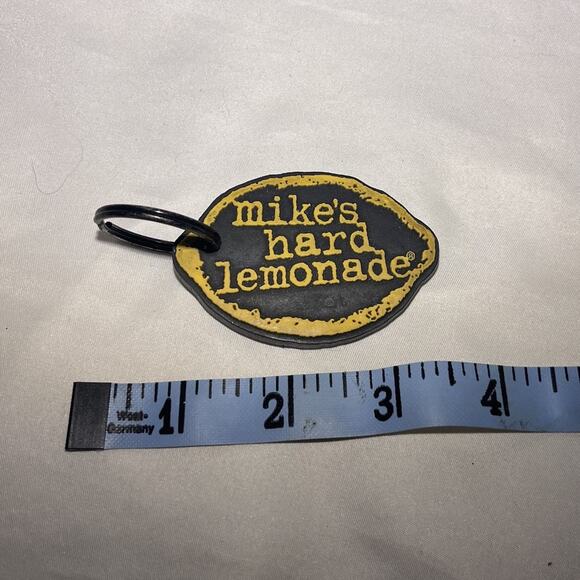 mike's
hard
lemonade®
1 2 3 4
West-
Germany